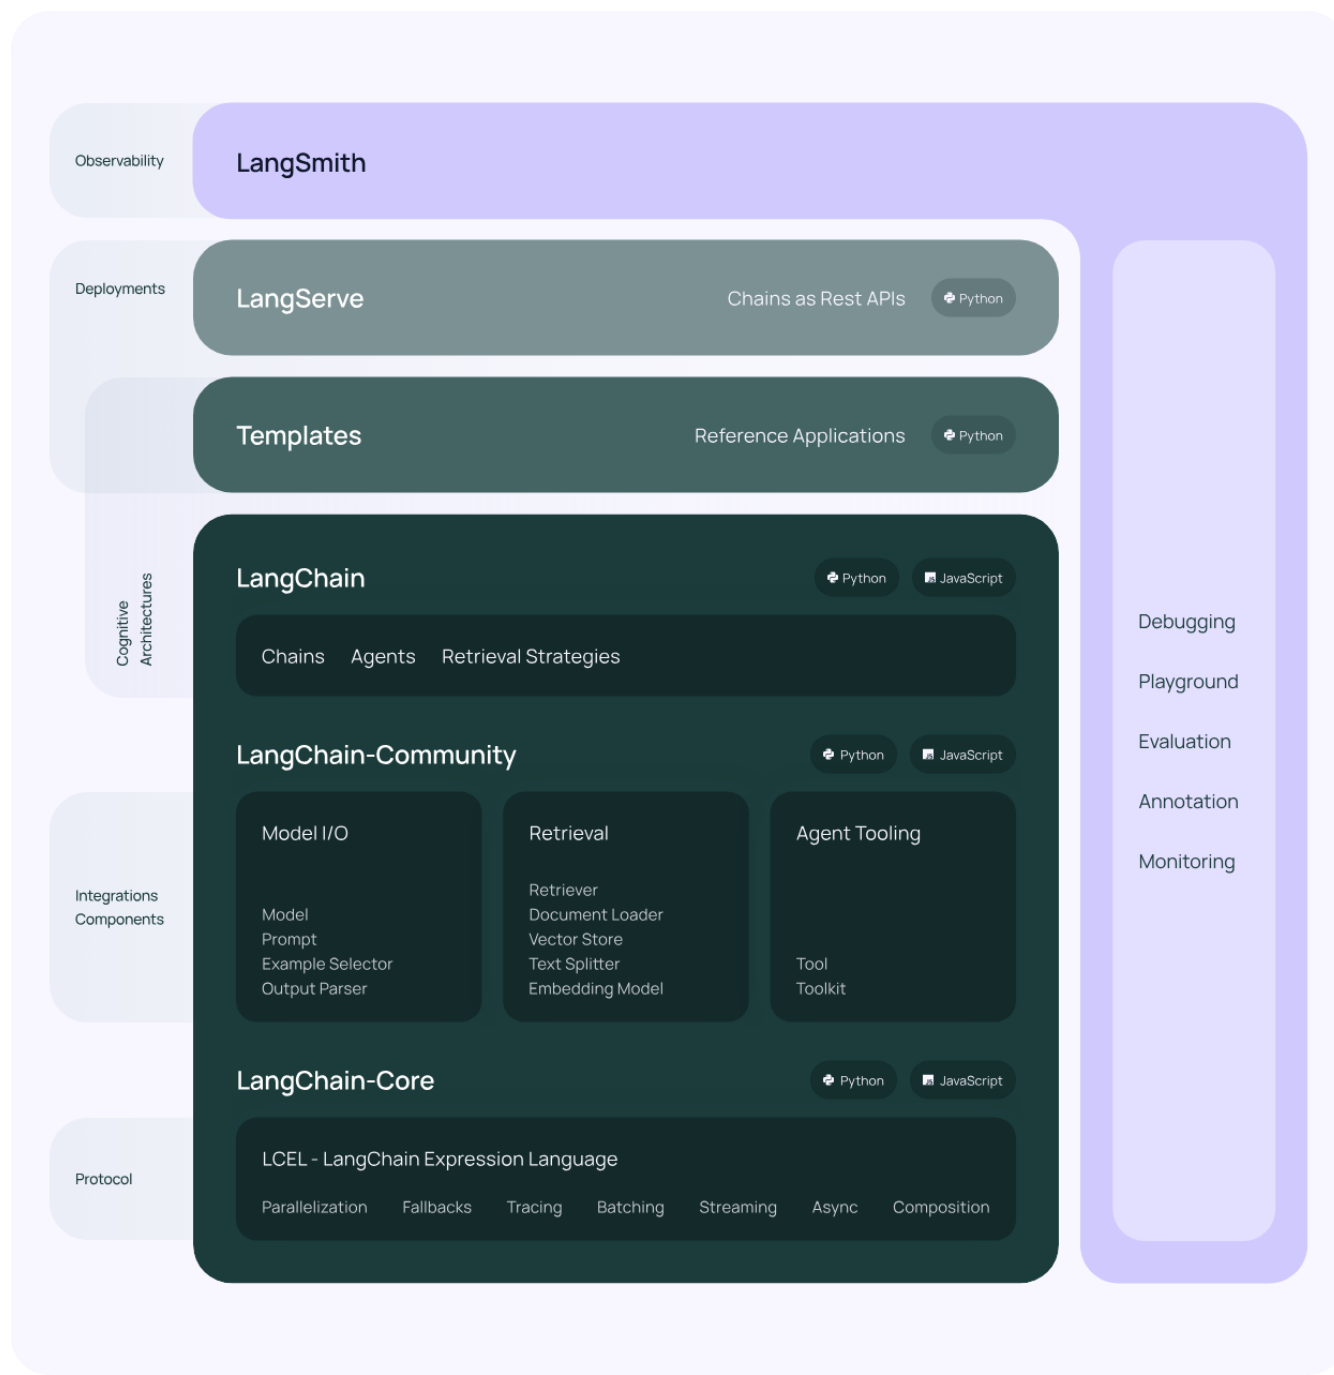 Observability
LangSmith
Deployments
LangServe
Chains as Rest APIs
Python
Templates
Reference Applications
Python
Cognitive
Architectures
LangChain
Python
JavaScript
Chains Agents Retrieval Strategies
LangChain-Community
Python
JavaScript
Integrations
Components
Model I/O
Model
Prompt
Example Selector
Output Parser
Retrieval
Retriever
Document Loader
Vector Store
Text Splitter
Embedding Model
Agent Tooling
Tool
Toolkit
LangChain-Core
Python
JavaScript
Protocol
LCEL - LangChain Expression Language
Parallelization Fallbacks Tracing Batching Streaming Async Composition
Debugging
Playground
Evaluation
Annotation
Monitoring